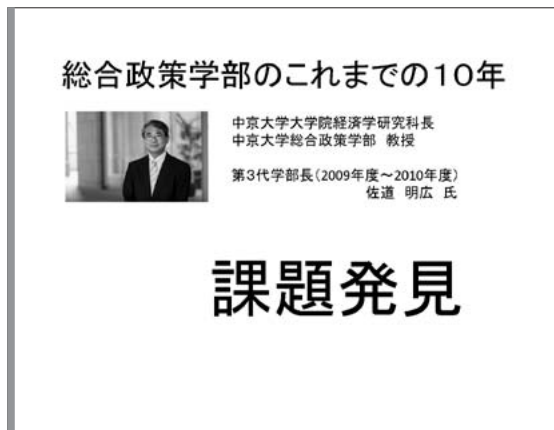 総合政策学部のこれまでの10年
中京大学大学院経済学研究科長
中京大学総合政策学部 教授
第3代学部長(2009年度～2010年度)
佐道 明広 氏
課題発見